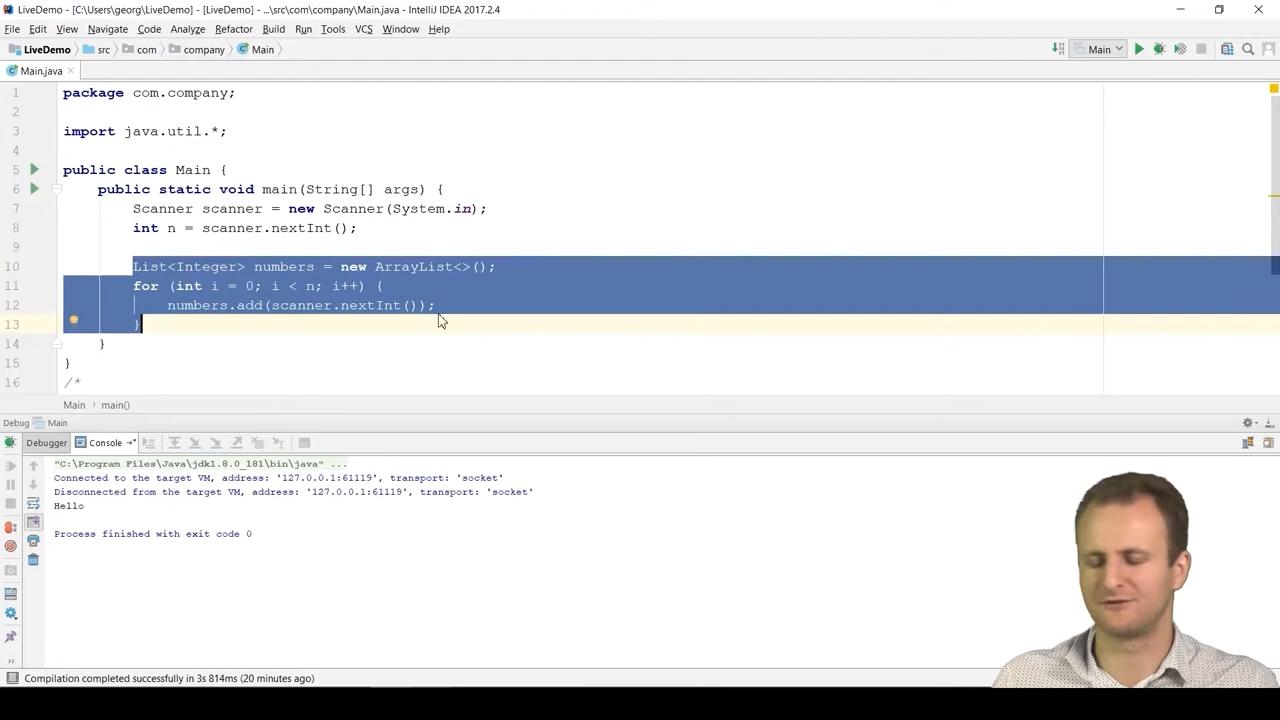 LiveDemo - [C:\Users\georg\LiveDemo] - [LiveDemo] - ...\src\com\company\Main.java - IntelliJ IDEA 2017.2.4
File Edit View Navigate Code Analyze Refactor Build Run Tools VCS Window Help
LiveDemo src com company Main Main
Main.java
1 package com.company;
2
3 import java.util.*;
4
5 public class Main {
6 public static void main(String[] args) {
7 Scanner scanner = new Scanner(System.in);
8 int n = scanner.nextInt();
9
10 List<Integer> numbers = new ArrayList<>();
11 for (int i = 0; i < n; i++) {
12 numbers.add(scanner.nextInt());
13 }
14 }
15 }
16 /*
Main main()
Debug Main
Debugger Console
"C:\Program Files\Java\jdk1.8.0_181\bin\java" ...
Connected to the target VM, address: '127.0.0.1:61119', transport: 'socket'
Disconnected from the target VM, address: '127.0.0.1:61119', transport: 'socket'
Hello
Process finished with exit code 0
Compilation completed successfully in 3s 814ms (20 minutes ago)